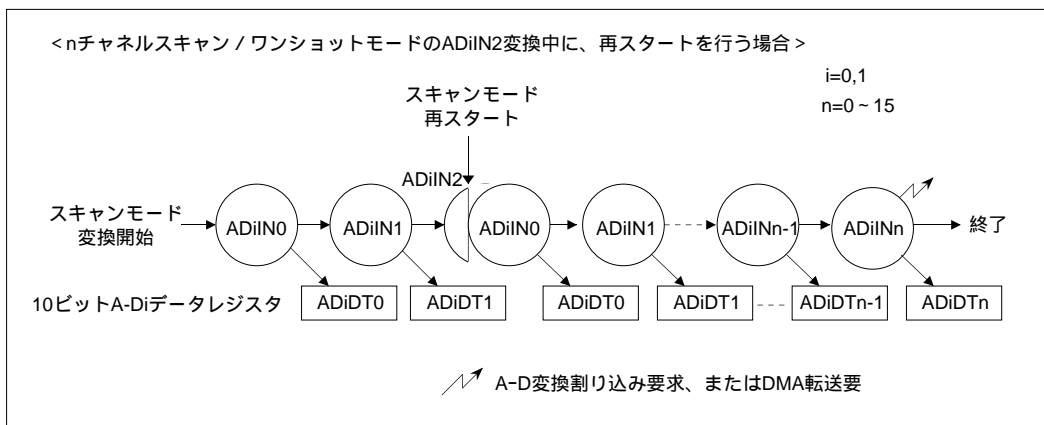 <nチャネルスキャン / ワンショットモードのADiIN2変換中に、再スタートを行う場合>
i=0,1
n=0~15
スキャンモード
再スタート
ADiIN2
スキャンモード
変換開始
ADiIN0
ADiIN1
ADiIN0
ADiIN1
ADiINn-1
ADiINn
終了
10ビットA-Diデータレジスタ
ADiDT0
ADiDT1
ADiDT0
ADiDT1
ADiDTn-1
ADiDTn
A-D変換割り込み要求、またはDMA転送要